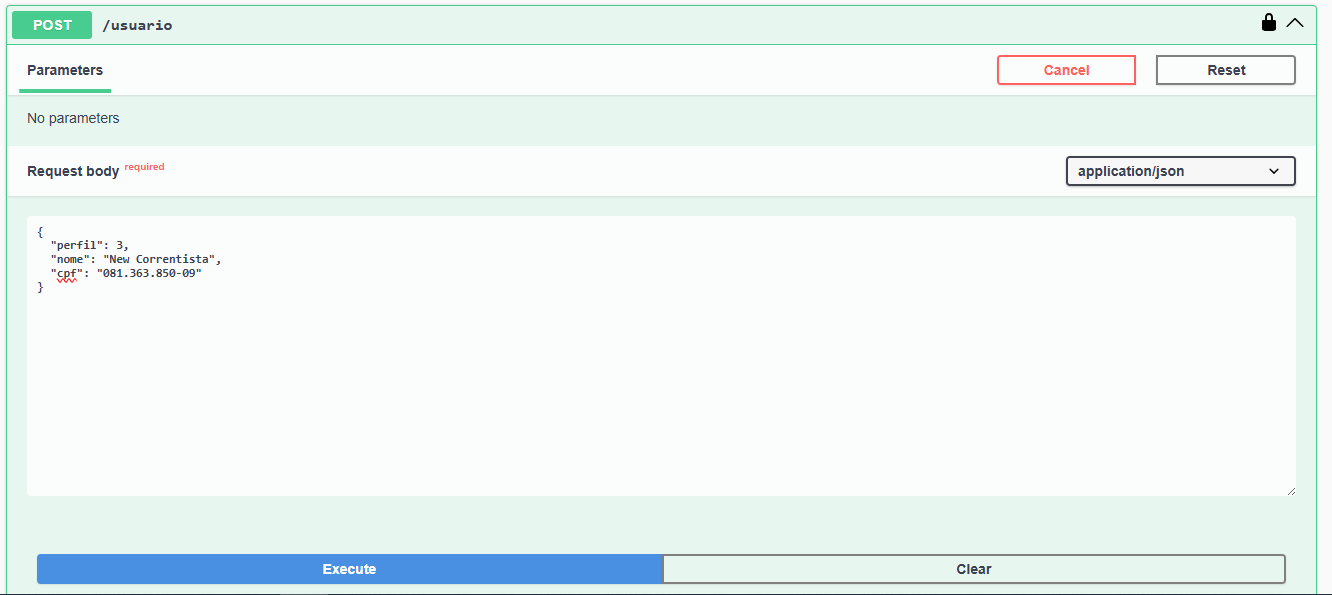 POST /usuario
Parameters
Cancel
Reset
No parameters
Request body required
application/json
{
  "perfil": 3,
  "nome": "New Correntista",
  "cpf": "081.363.850-09"
}
Execute
Clear